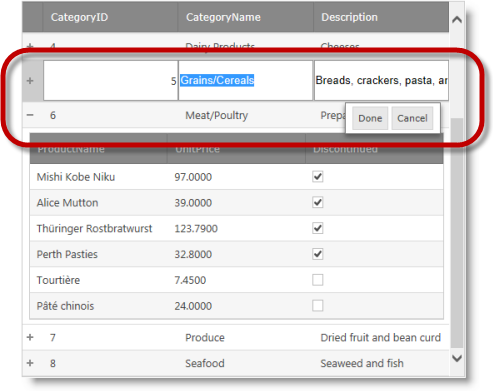 CategoryID CategoryName Description
4 Dairy Products Cheeses
5 Grains/Cereals Breads, crackers, pasta, ar
6 Meat/Poultry Prepa
Done Cancel
ProductName UnitPrice Discontinued
Mishi Kobe Niku 97.0000
Alice Mutton 39.0000
Thüringer Rostbratwurst 123.7900
Perth Pasties 32.8000
Tourtière 7.4500
Pâté chinois 24.0000
7 Produce Dried fruit and bean curd
8 Seafood Seaweed and fish